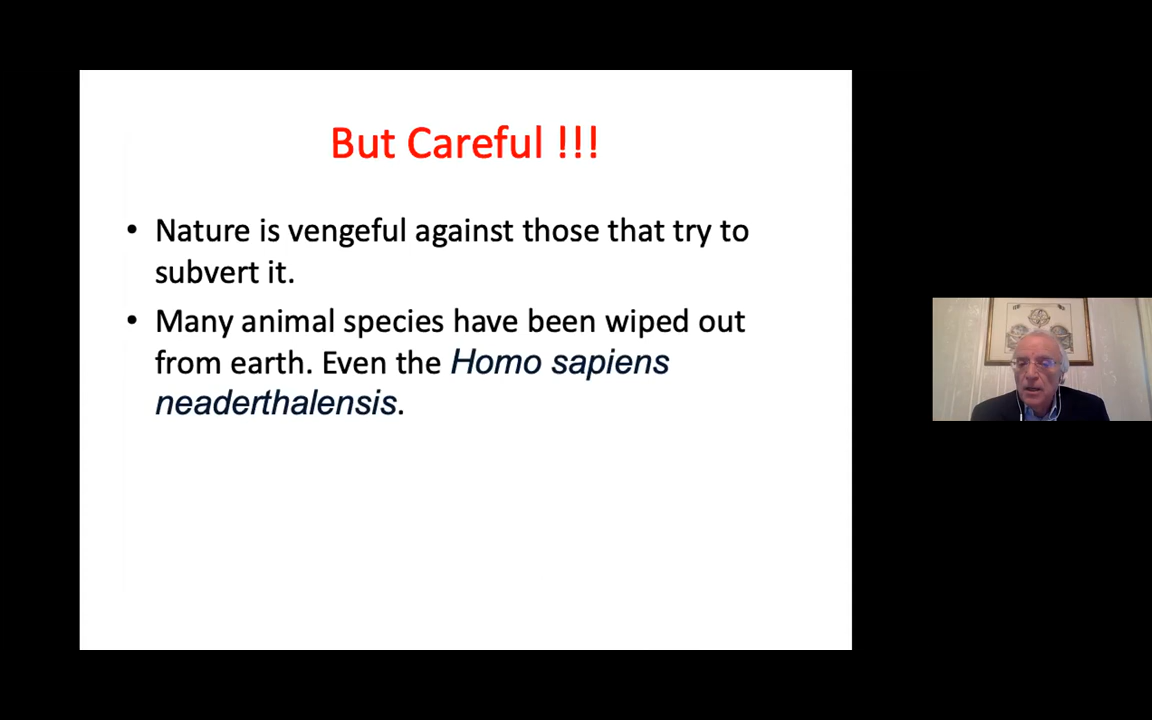 But Careful !!!
• Nature is vengeful against those that try to
subvert it.
• Many animal species have been wiped out
from earth. Even the Homo sapiens
neaderthalensis.